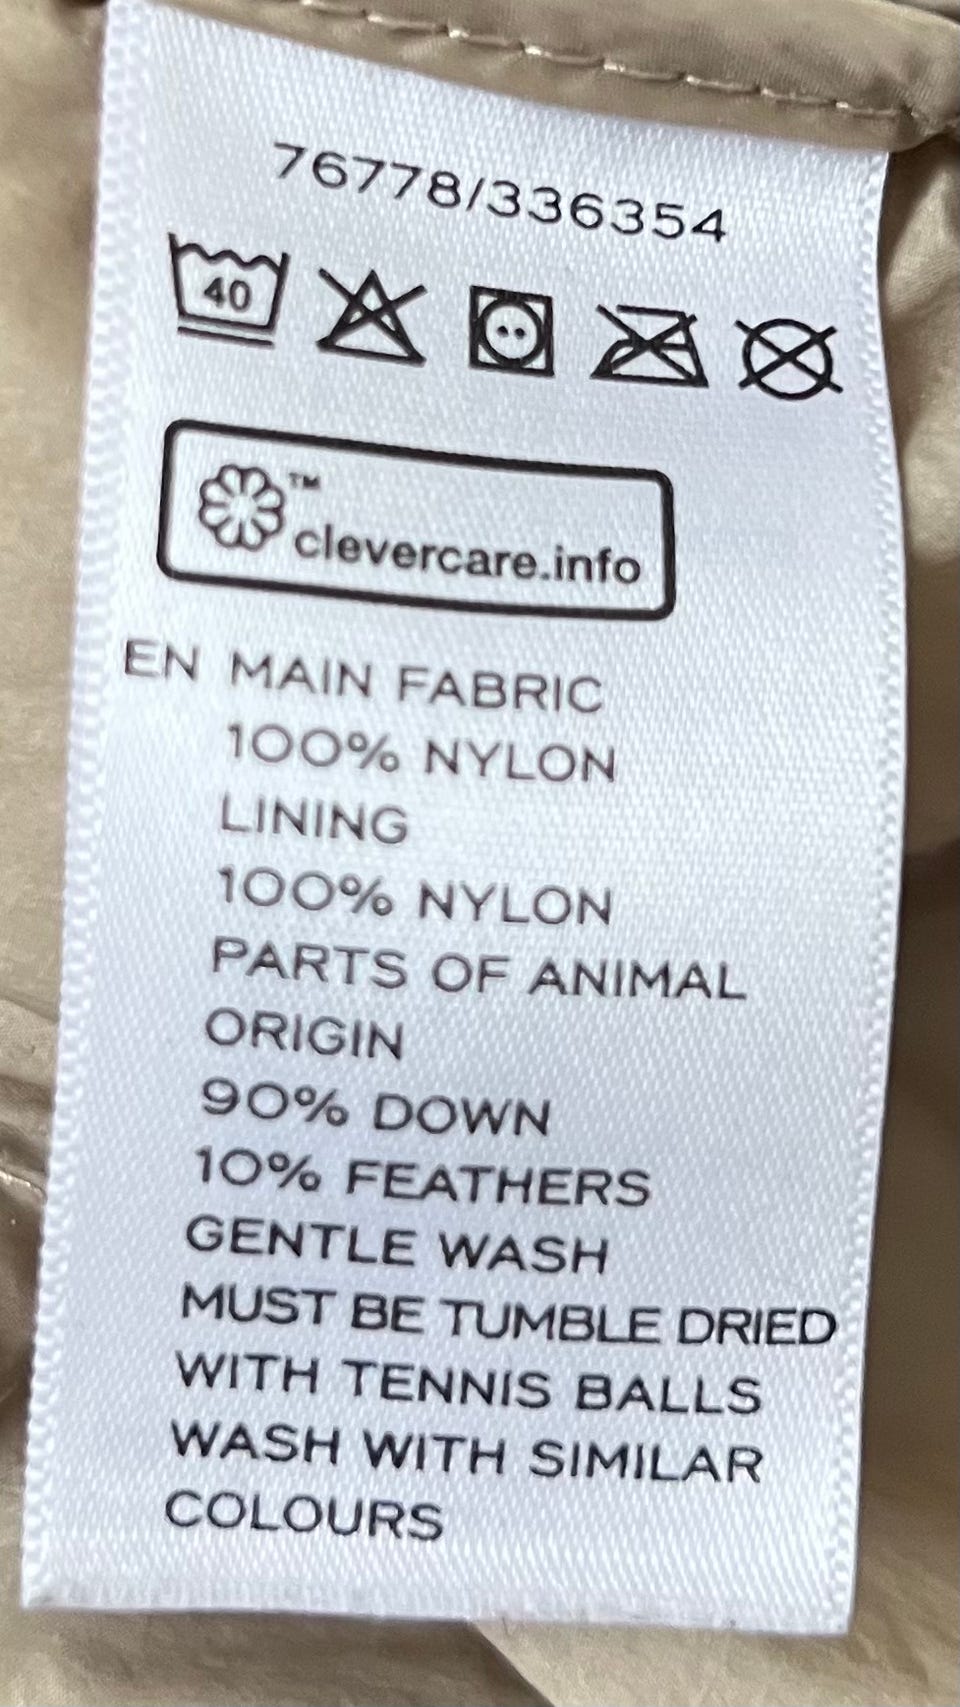 76778/336354
40
™
clevercare.info
EN MAIN FABRIC
100% NYLON
LINING
100% NYLON
PARTS OF ANIMAL
ORIGIN
90% DOWN
10% FEATHERS
GENTLE WASH
MUST BE TUMBLE DRIED
WITH TENNIS BALLS
WASH WITH SIMILAR
COLOURS